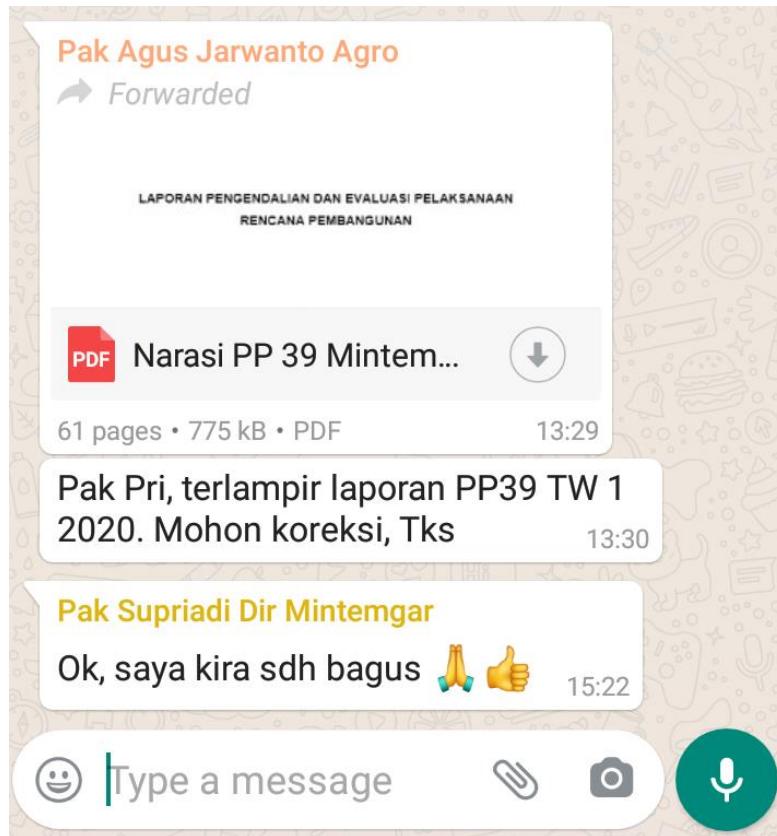 Pak Agus Jarwanto Agro
Forwarded
LAPORAN PENGENDALIAN DAN EVALUASI PELAKSANAAN
RENCANA PEMBANGUNAN
PDF Narasi PP 39 Mintem...
61 pages • 775 kB • PDF 13:29
Pak Pri, terlampir laporan PP39 TW 1
2020. Mohon koreksi, Tks 13:30
Pak Supriadi Dir Mintemgar
Ok, saya kira sdh bagus 🙏👍 15:22
Type a message